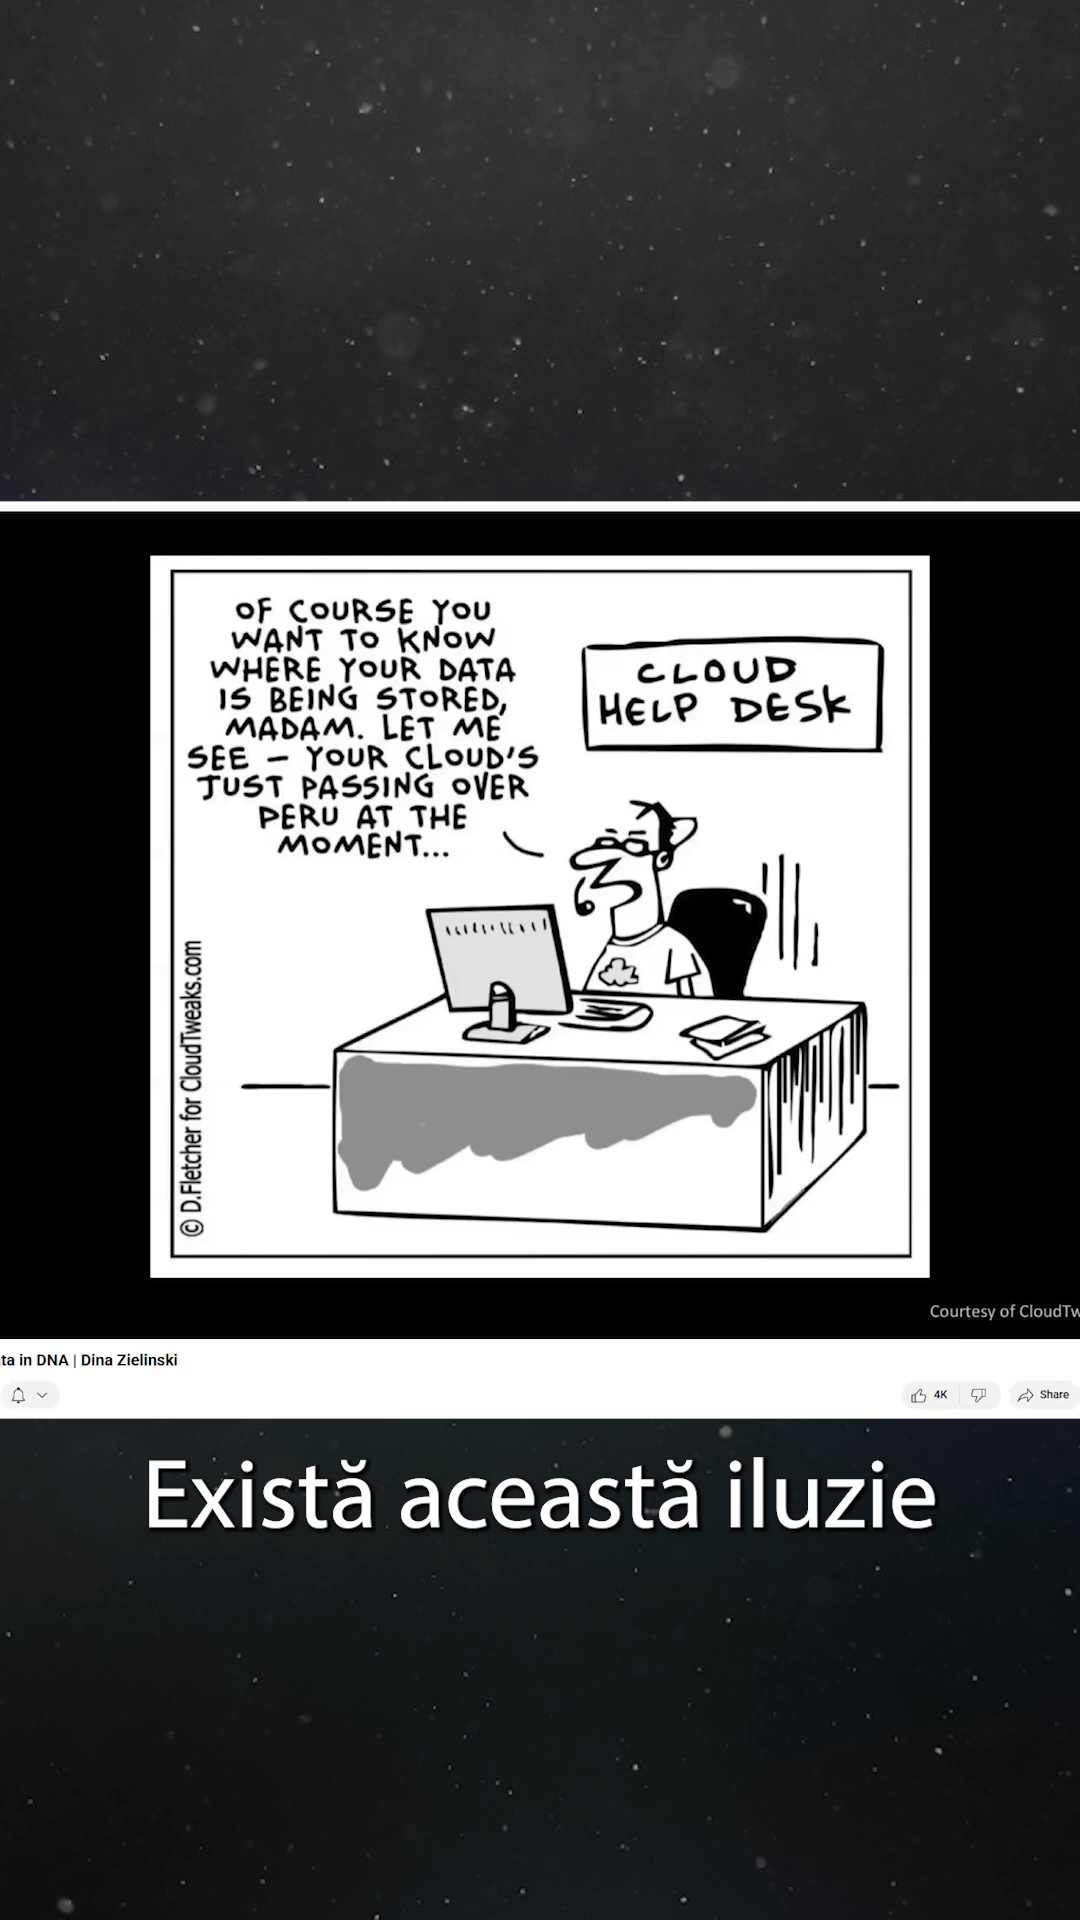 OF COURSE YOU
WANT TO KNOW
WHERE YOUR DATA
IS BEING STORED,
MADAM. LET ME
SEE – YOUR CLOUD'S
JUST PASSING OVER
PERU AT THE
MOMENT...
CLOUD
HELP DESK
© D.Fletcher for CloudTweaks.com
Courtesy of CloudTw
ta in DNA | Dina Zielinski
4K
Share
Există această iluzie